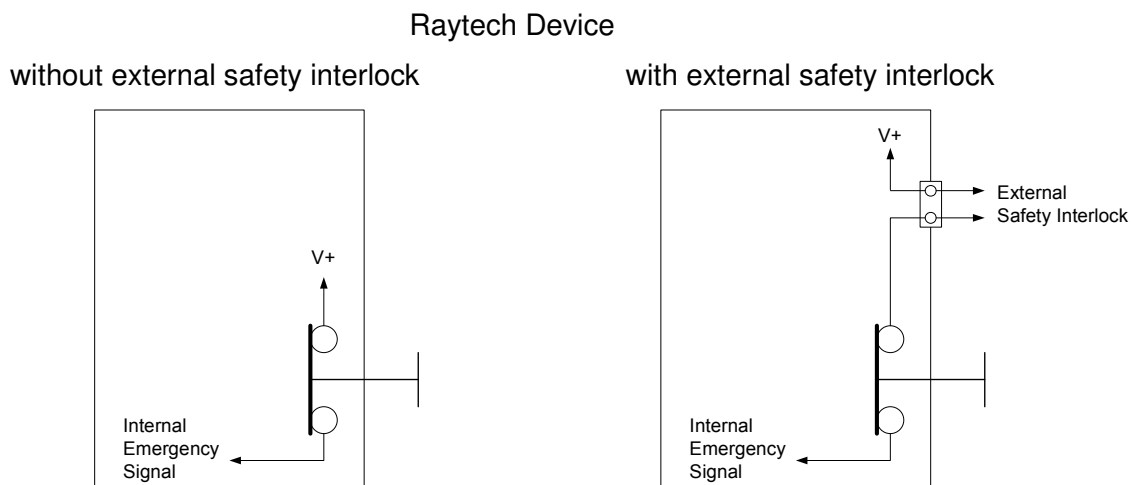 Raytech Device
without external safety interlock
with external safety interlock
V+
Internal
Emergency
Signal
V+
External
Safety Interlock
Internal
Emergency
Signal